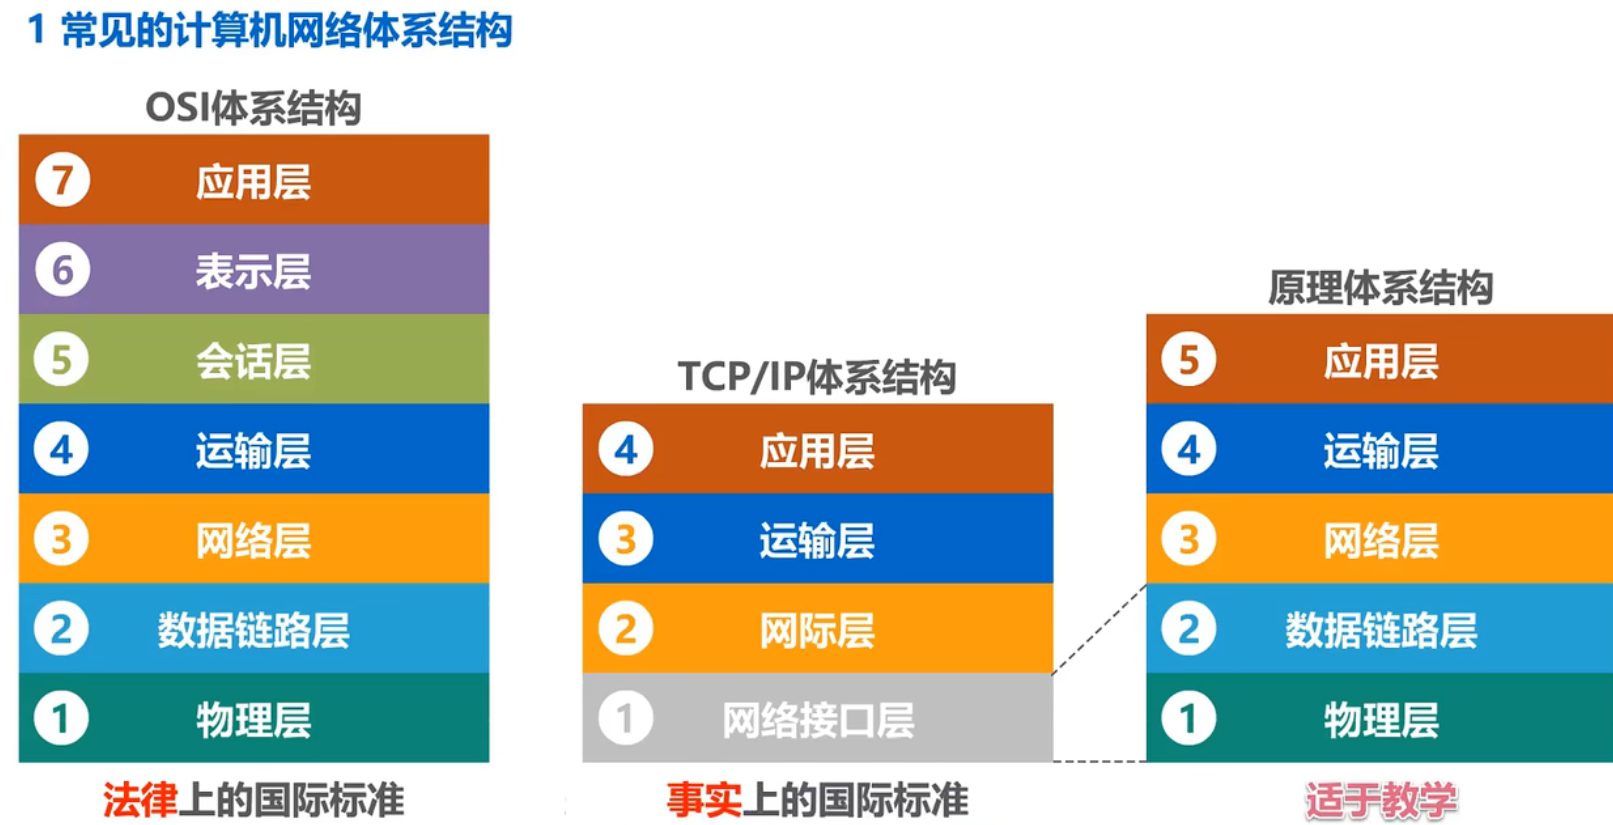 1 常见的计算机网络体系结构
OSI体系结构
7 应用层
6 表示层
5 会话层
4 运输层
3 网络层
2 数据链路层
1 物理层
法律上的国际标准
TCP/IP体系结构
4 应用层
3 运输层
2 网际层
1 网络接口层
事实上的国际标准
原理体系结构
5 应用层
4 运输层
3 网络层
2 数据链路层
1 物理层
适于教学